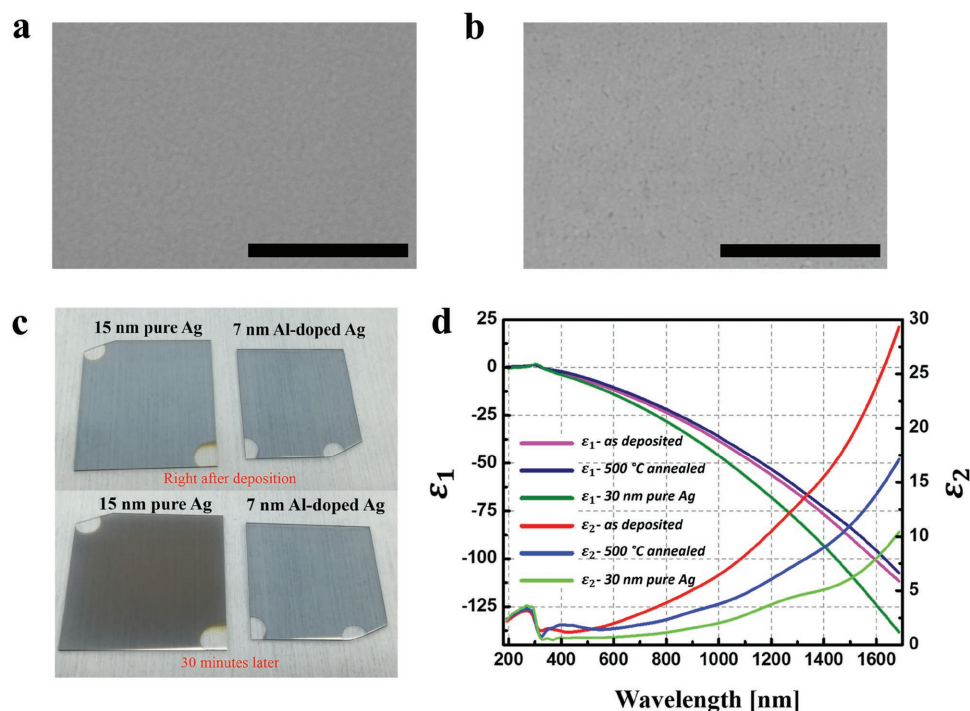 a
b
c
15 nm pure Ag
7 nm Al-doped Ag
Right after deposition
15 nm pure Ag
7 nm Al-doped Ag
30 minutes later
d
25
0
-25
-50
-75
-100
-125
ε1
ε1- as deposited
ε1- 500 °C annealed
ε1- 30 nm pure Ag
ε2- as deposited
ε2- 500 °C annealed
ε2- 30 nm pure Ag
30
25
20
15
10
5
0
ε2
200 400 600 800 1000 1200 1400 1600
Wavelength [nm]